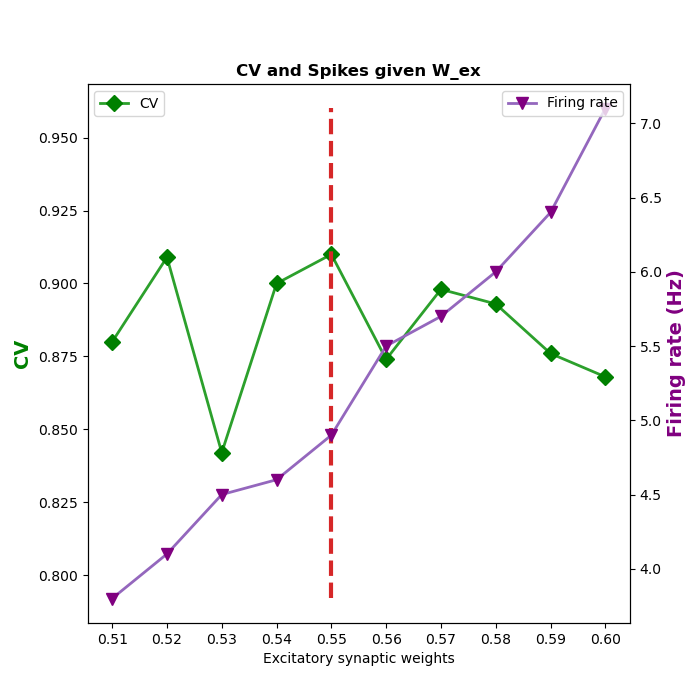 CV and Spikes given W_ex
CV
Firing rate
0.950
0.925
0.900
0.875
0.850
0.825
0.800
CV
7.0
6.5
6.0
5.5
5.0
4.5
4.0
Firing rate (Hz)
0.51 0.52 0.53 0.54 0.55 0.56 0.57 0.58 0.59 0.60
Excitatory synaptic weights